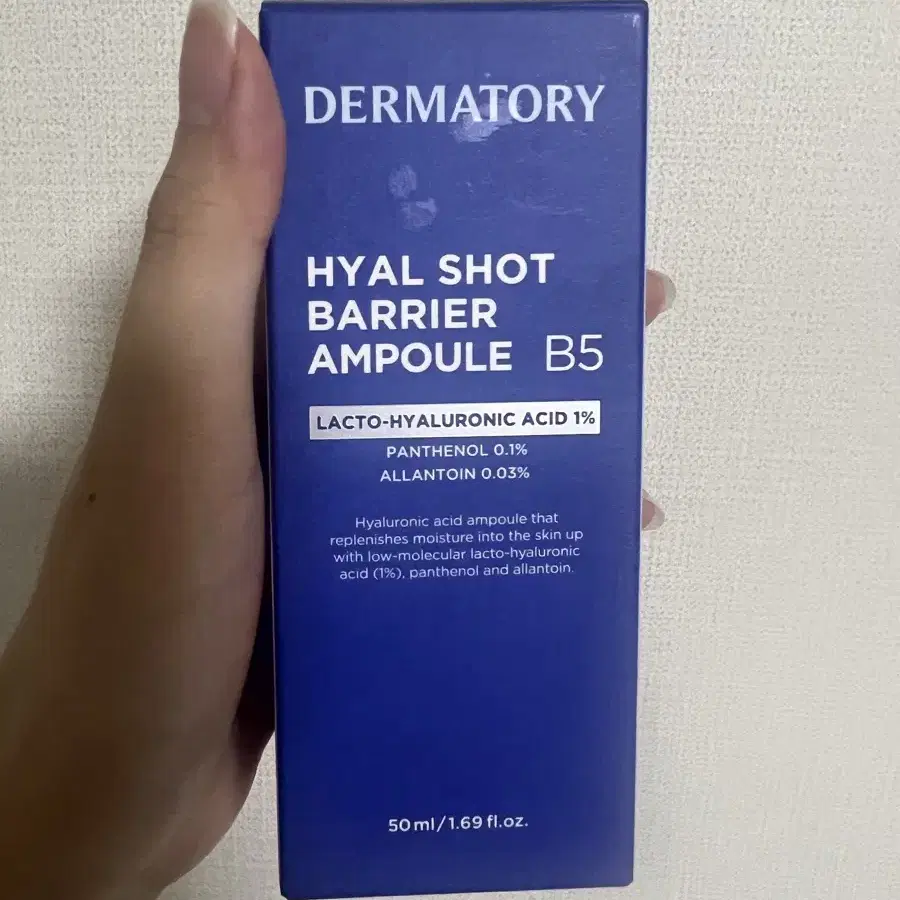 DERMATORY
HYAL SHOT
BARRIER
AMPOULE B5
LACTO-HYALURONIC ACID 1%
PANTHENOL 0.1%
ALLANTOIN 0.03%
Hyaluronic acid ampoule that
replenishes moisture into the skin up
with low-molecular lacto-hyaluronic
acid (1%), panthenol and allantoin.
50 ml/1.69 fl.oz.